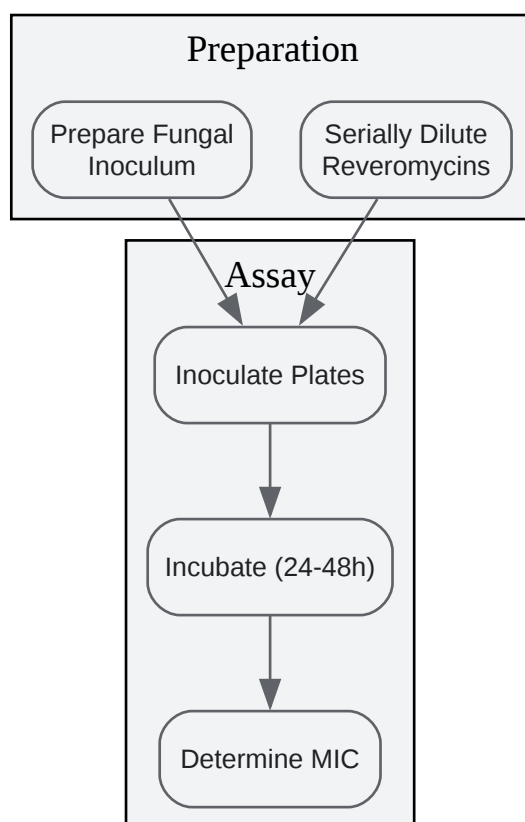 Preparation
Prepare Fungal
Inoculum
Serially Dilute
Reveromycins
Assay
Inoculate Plates
Incubate (24-48h)
Determine MIC